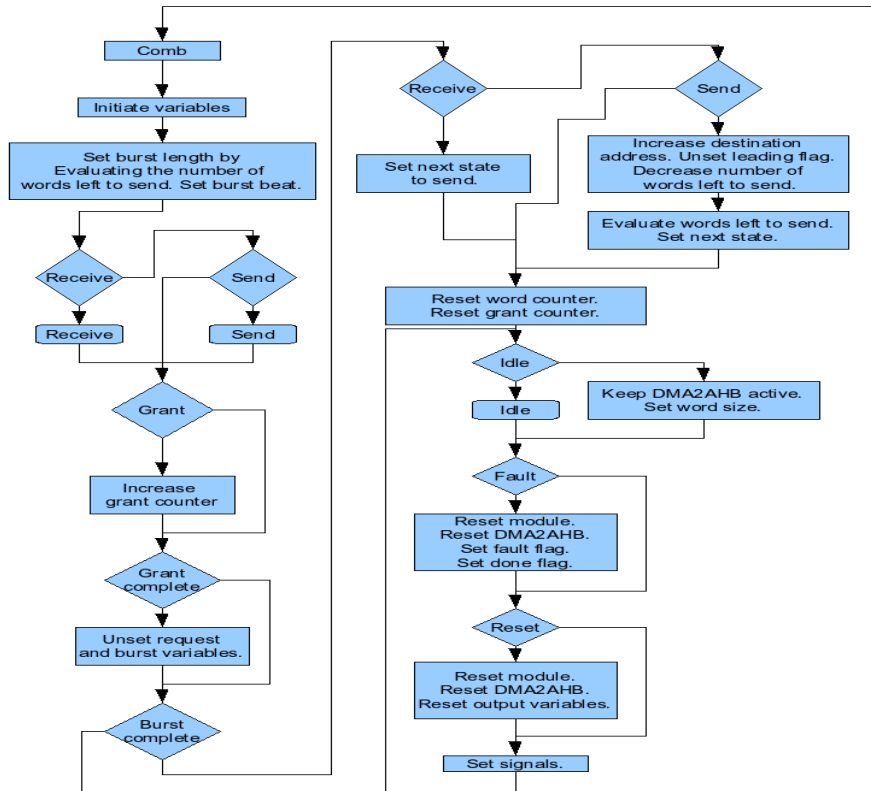 Comb
Initiate variables
Set burst length by
Evaluating the number of
words left to send. Set burst beat.
Receive
Send
Receive
Send
Grant
Increase
grant counter
Grant
complete
Unset request
and burst variables.
Burst
complete
Receive
Send
Set next state
to send.
Increase destination
address. Unset leading flag.
Decrease number of
words left to send.
Evaluate words left to send.
Set next state.
Reset word counter.
Reset grant counter.
Idle
Idle
Keep DMA2AHB active.
Set word size.
Fault
Reset module.
Reset DMA2AHB.
Set fault flag.
Set done flag.
Reset
Reset module.
Reset DMA2AHB.
Reset output variables.
Set signals.